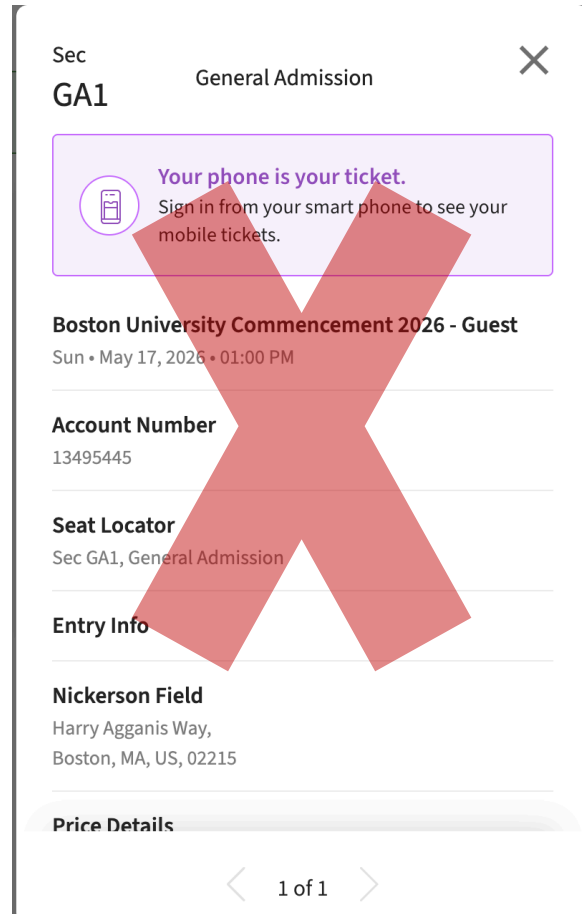 Sec
GA1
General Admission
Your phone is your ticket.
Sign in from your smart phone to see your
mobile tickets.
Boston University Commencement 2026 - Guest
Sun • May 17, 2026 • 01:00 PM
Account Number
13495445
Seat Locator
Sec GA1, General Admission
Entry Info
Nickerson Field
Harry Agganis Way,
Boston, MA, US, 02215
Price Details
1 of 1